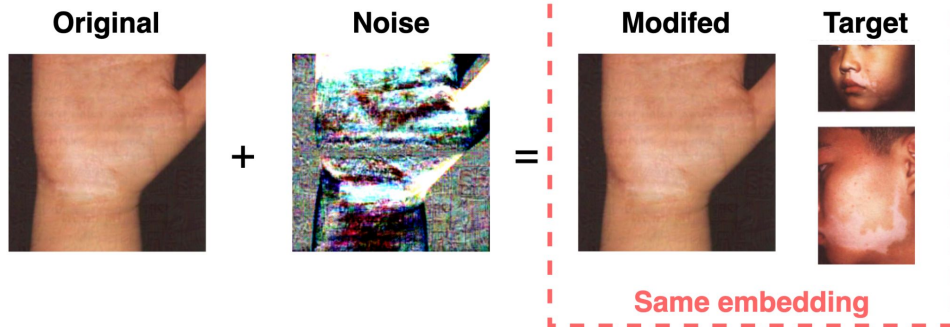 Original
Noise
Modifed
Target
+
=
Same embedding